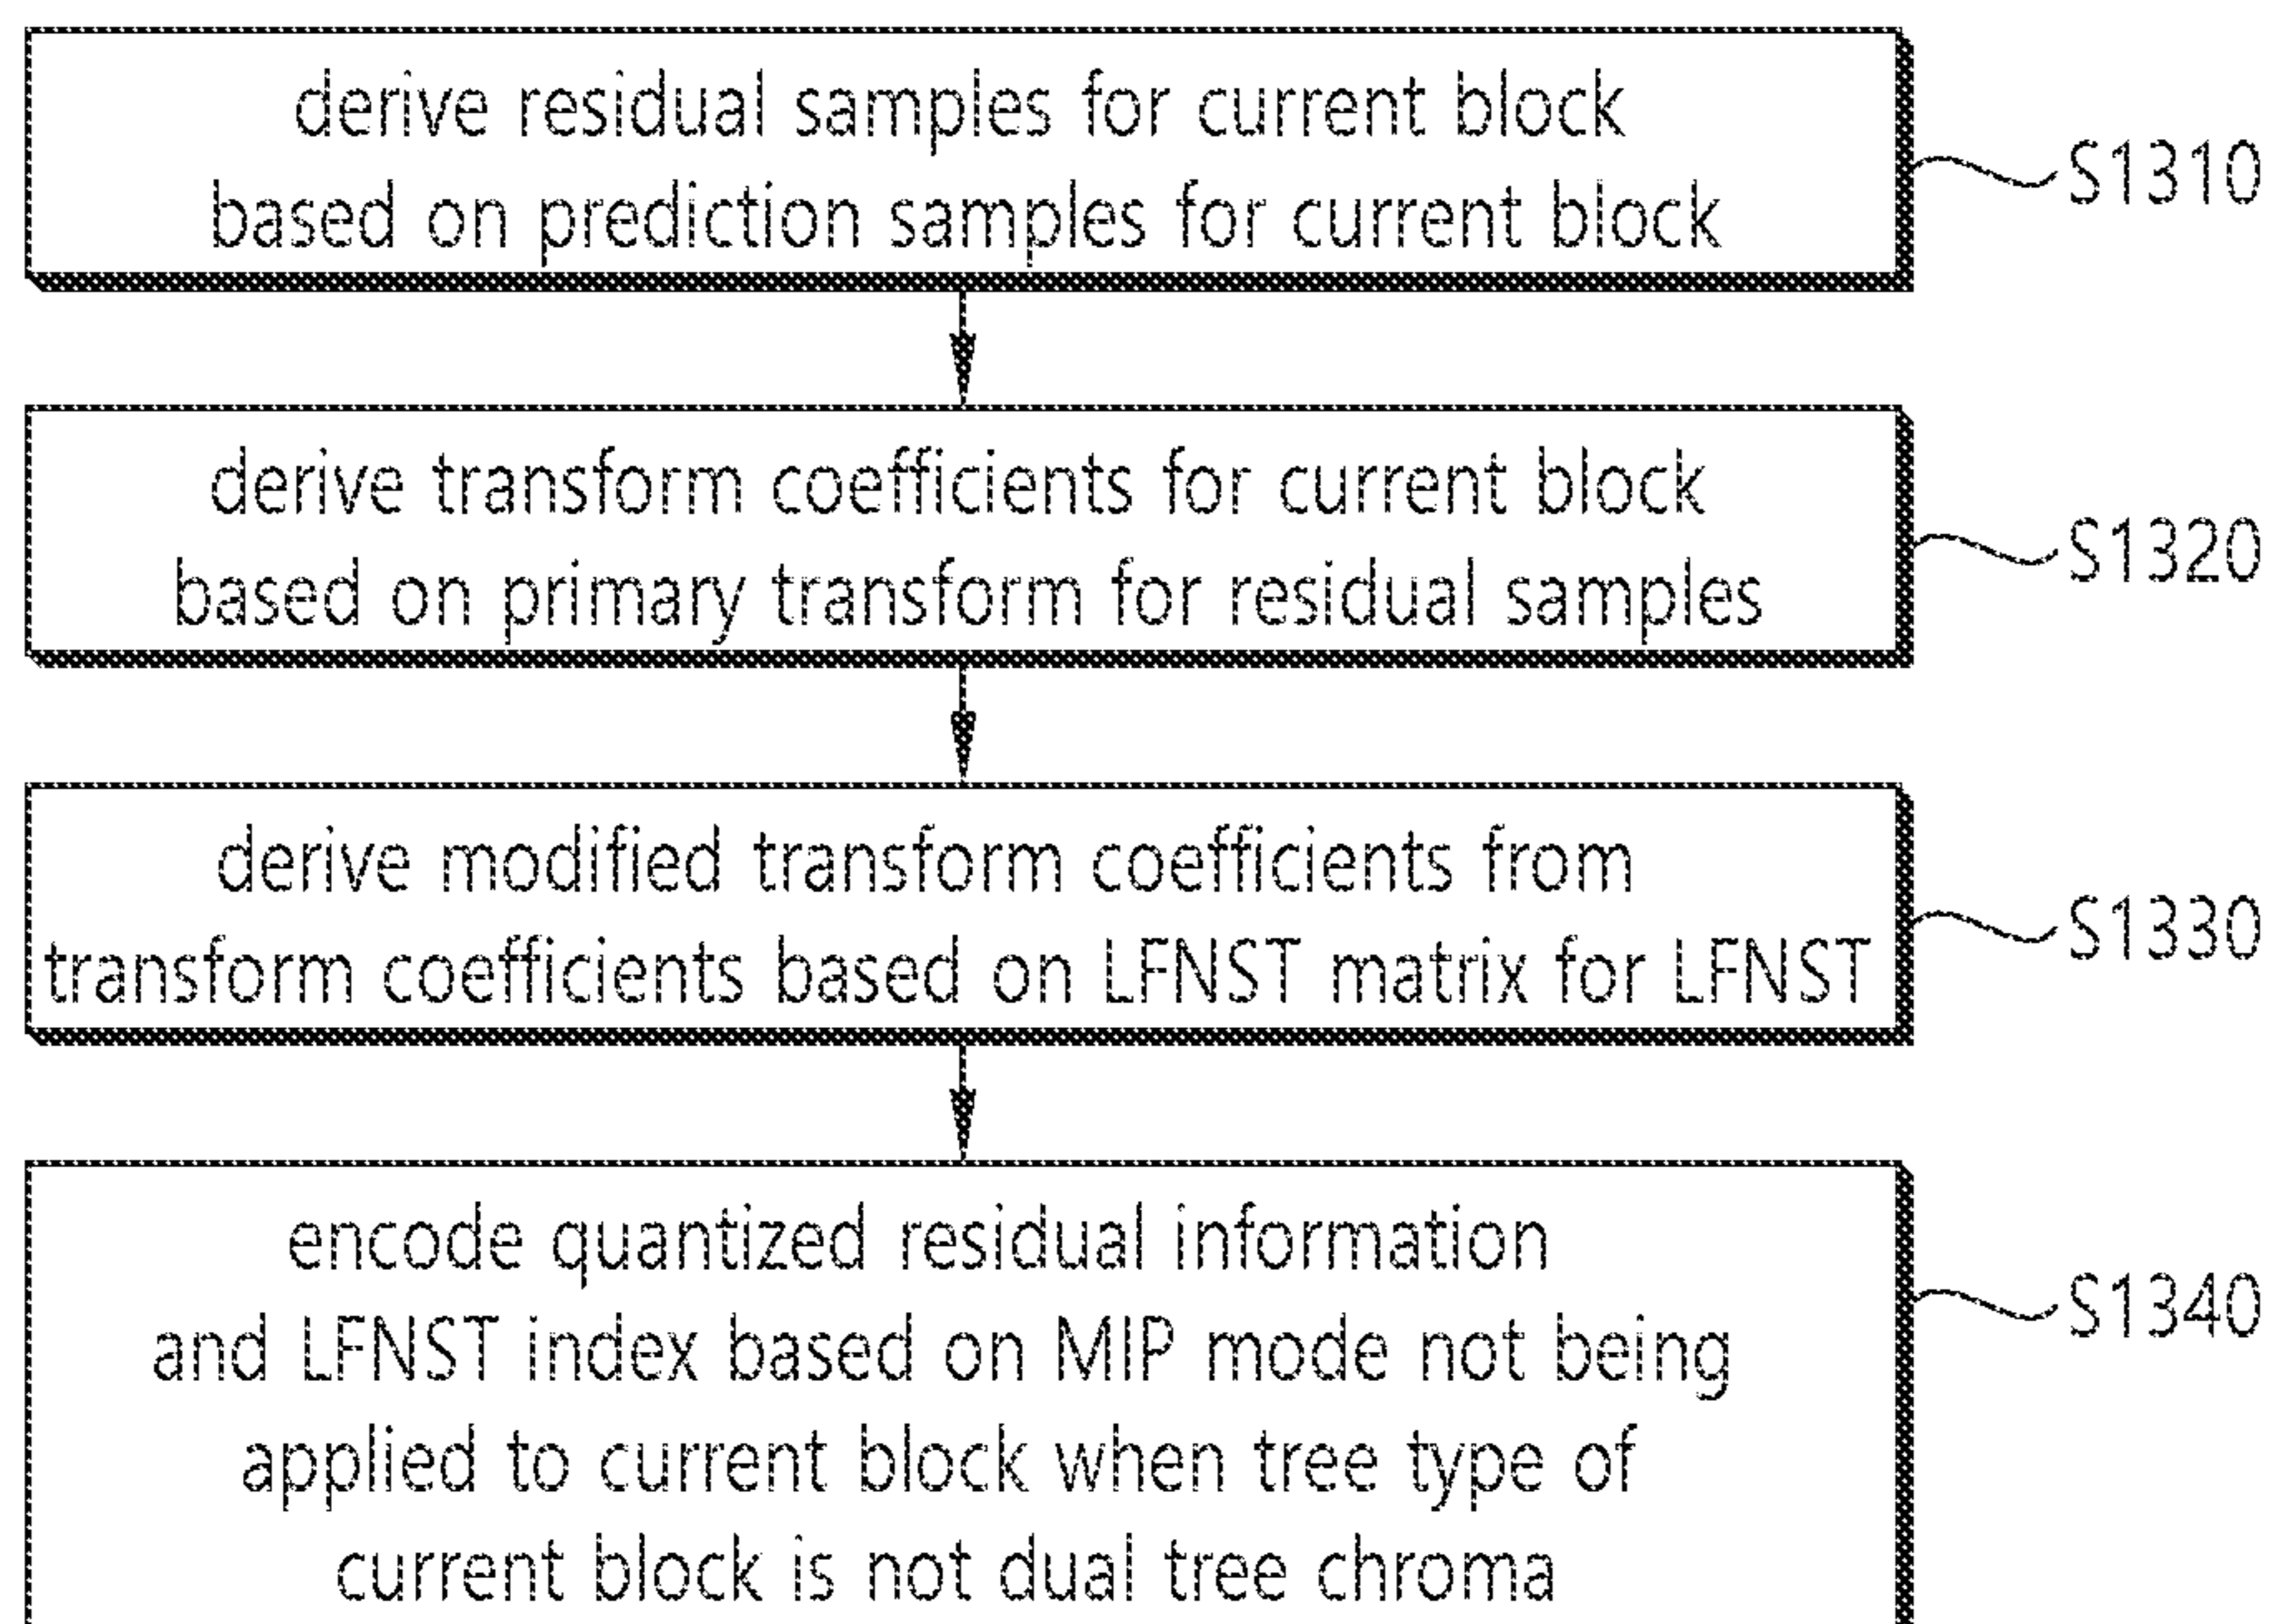 derive residual samples for current block
based on prediction samples for current block
S1310
derive transform coefficients for current block
based on primary transform for residual samples
S1320
derive modified transform coefficients from
transform coefficients based on LFNST matrix for LFNST
S1330
encode quantized residual information
and LFNST index based on MIP mode not being
applied to current block when tree type of
current block is not dual tree chroma
S1340